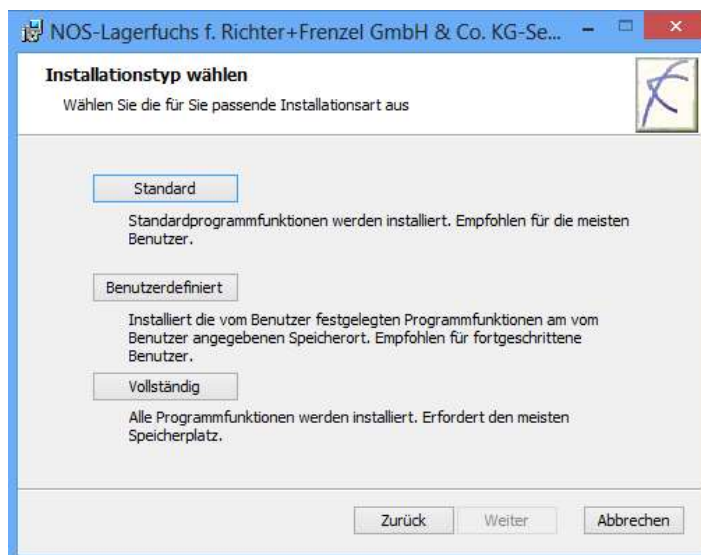 NOS-Lagerfuchs f. Richter+Frenzel GmbH & Co. KG-Se...
Installationstyp wählen
Wählen Sie die für Sie passende Installationsart aus
Standard
Standardprogrammfunktionen werden installiert. Empfohlen für die meisten
Benutzer.
Benutzerdefiniert
Installiert die vom Benutzer festgelegten Programmfunktionen am vom
Benutzer angegebenen Speicherort. Empfohlen für fortgeschrittene
Benutzer.
Vollständig
Alle Programmfunktionen werden installiert. Erfordert den meisten
Speicherplatz.
Zurück Weiter Abbrechen